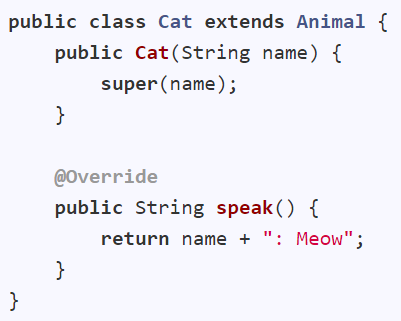 public class Cat extends Animal {
    public Cat(String name) {
        super(name);
    }

    @Override
    public String speak() {
        return name + ": Meow";
    }
}